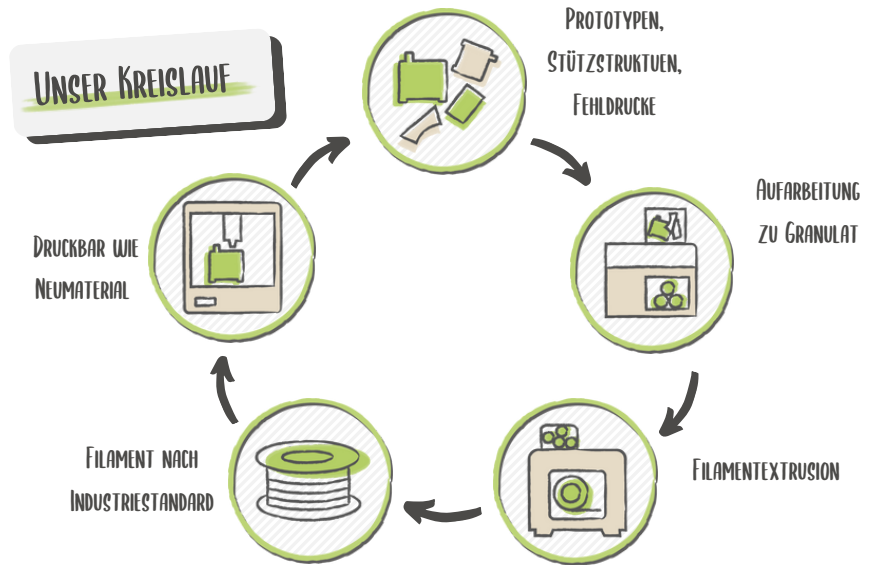 Unser Kreislauf
Prototypen,
Stützstruktuen,
Fehldrucke
Aufarbeitung
zu Granulat
Filamentextrusion
Filament nach
Industriestandard
Druckbar wie
Neumaterial